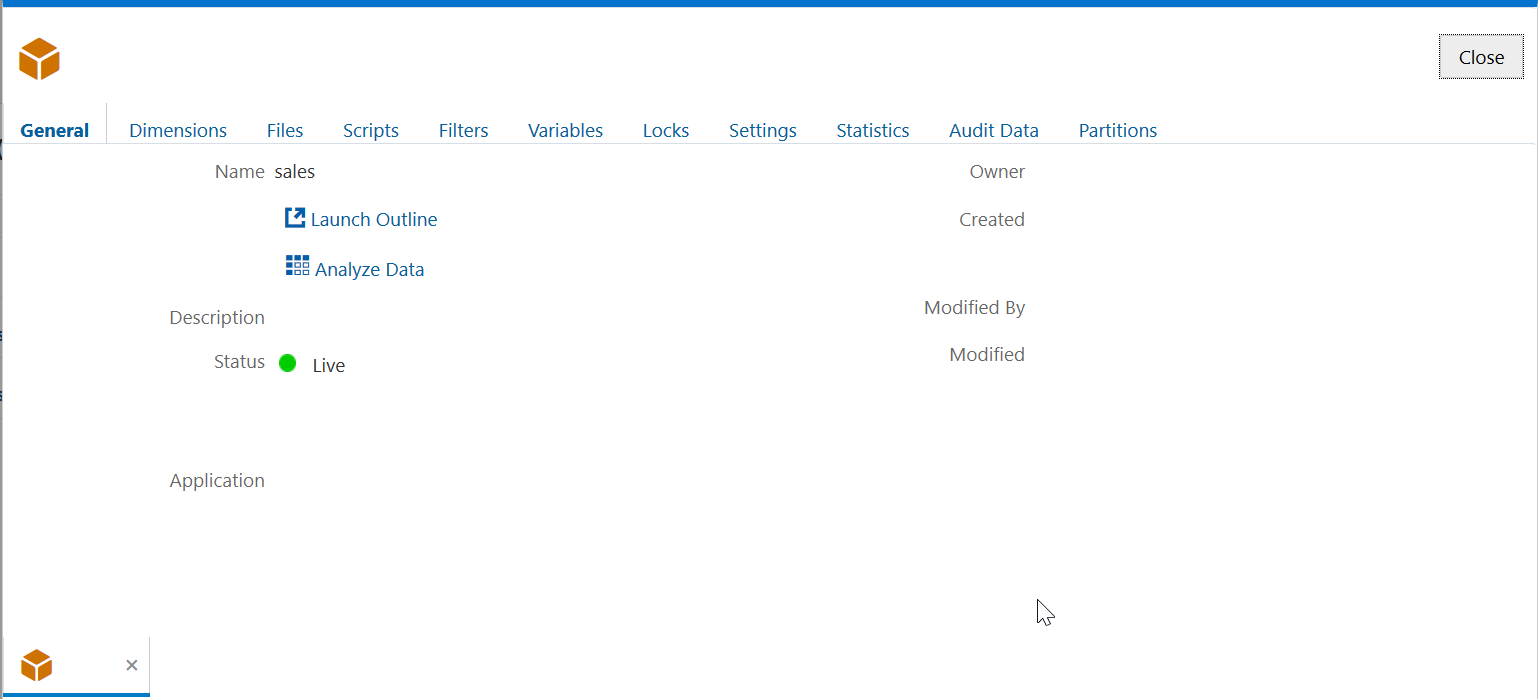 Close
General Dimensions Files Scripts Filters Variables Locks Settings Statistics Audit Data Partitions
Name sales Owner
Launch Outline Created
Analyze Data
Description Modified By
Status Live Modified
Application